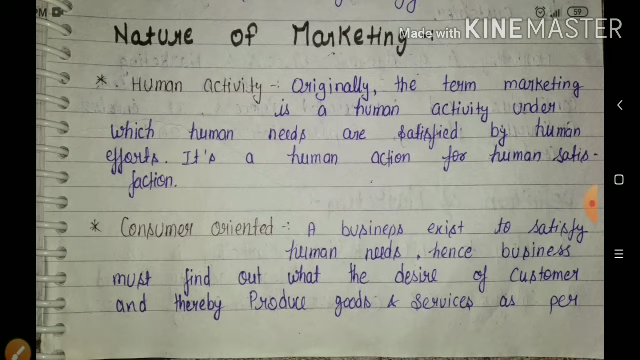 PM 59
Made with KINEMASTER
Nature of Marketing :
* Human activity :- Originally, the term marketing
is a human activity under
which human needs are satisfied by human
efforts. It's a human action for human satis-
faction.
* Consumer oriented :- A business exist to satisfy
human needs, hence business
must find out what the desire of customer
and thereby Produce goods & services as per